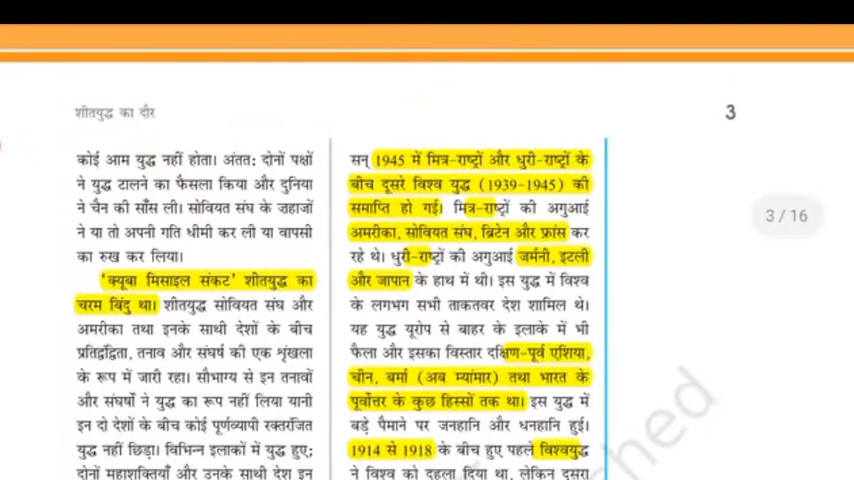 शीतयुद्ध का दौर
3
कोई आम युद्ध नहीं होता। अंतत: दोनों पक्षों
ने युद्ध टालने का फैसला किया और दुनिया
ने चैन की साँस ली। सोवियत संघ के जहाजों
ने या तो अपनी गति धीमी कर ली या वापसी
का रुख कर लिया।
'क्यूबा मिसाइल संकट' शीतयुद्ध का
चरम बिंदु था। शीतयुद्ध सोवियत संघ और
अमरीका तथा इनके साथी देशों के बीच
प्रतिद्वंद्विता, तनाव और संघर्ष की एक शृंखला
के रूप में जारी रहा। सौभाग्य से इन तनावों
और संघर्षों ने युद्ध का रूप नहीं लिया यानी
इन दो देशों के बीच कोई पूर्णव्यापी रक्तरंजित
युद्ध नहीं छिड़ा। विभिन्न इलाकों में युद्ध हुए;
दोनों महाशक्तियाँ और उनके साथी देश इन
सन् 1945 में मित्र-राष्ट्रों और धुरी-राष्ट्रों के
बीच दूसरे विश्व युद्ध (1939-1945) की
समाप्ति हो गई। मित्र-राष्ट्रों की अगुआई
अमरीका, सोवियत संघ, ब्रिटेन और फ्रांस कर
रहे थे। धुरी-राष्ट्रों की अगुआई जर्मनी, इटली
और जापान के हाथ में थी। इस युद्ध में विश्व
के लगभग सभी ताकतवर देश शामिल थे।
यह युद्ध यूरोप से बाहर के इलाके में भी
फैला और इसका विस्तार दक्षिण-पूर्व एशिया,
चीन, बर्मा (अब म्यांमार) तथा भारत के
पूर्वोत्तर के कुछ हिस्सों तक था। इस युद्ध में
बड़े पैमाने पर जनहानि और धनहानि हुई।
1914 से 1918 के बीच हुए पहले विश्वयुद्ध
ने विश्व को दहला दिया था, लेकिन दूसरा
3/16